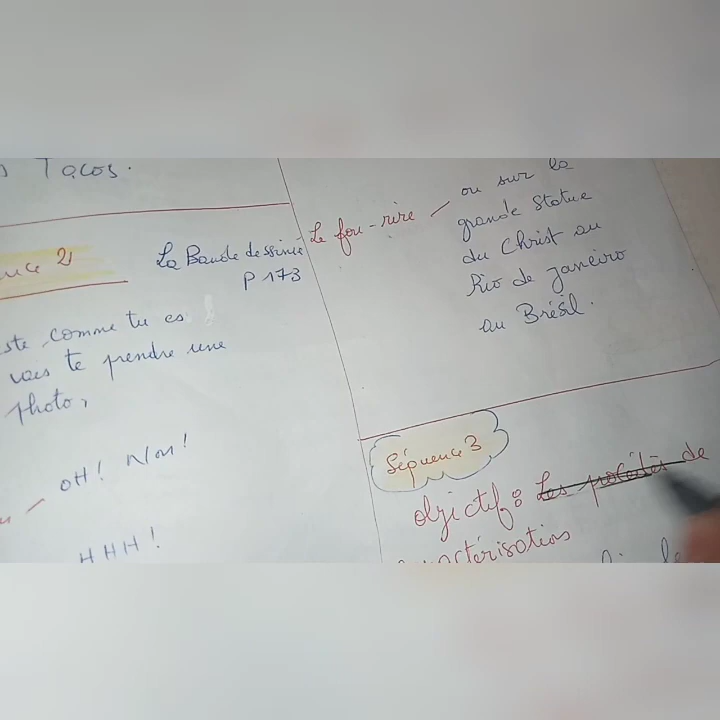 Tacos.
2
La Bande dessinée
P 173
ste comme tu es
vais te prendre une
photo,
OH! Non!
HHH!
Le fou-rire
ou sur la
grande statue
du Christ au
Rio de janeiro
au Brésil.
Séquence 3
objectif: Les procédés de
caractérisation